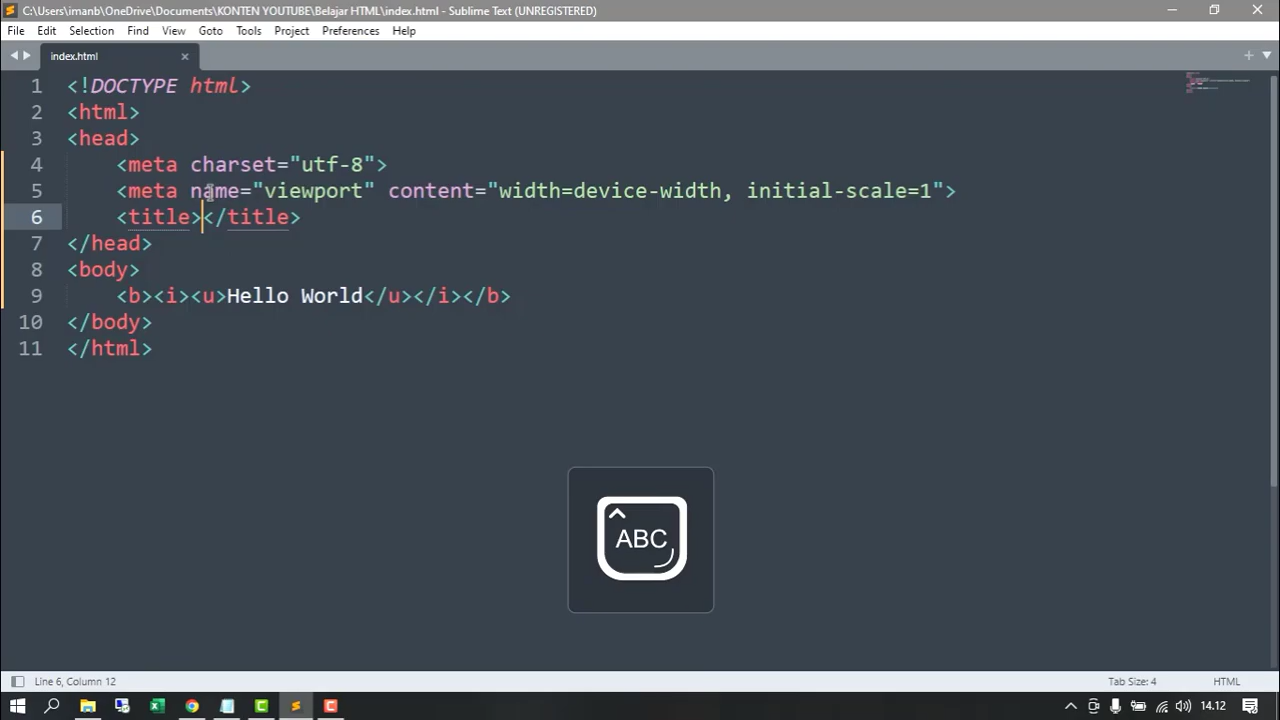 C:\Users\imanb\OneDrive\Documents\KONTEN YOUTUBE\Belajar HTML\index.html - Sublime Text (UNREGISTERED)
File Edit Selection Find View Goto Tools Project Preferences Help
index.html
1 <!DOCTYPE html>
2 <html>
3 <head>
4 <meta charset="utf-8">
5 <meta name="viewport" content="width=device-width, initial-scale=1">
6 <title></title>
7 </head>
8 <body>
9 <b><i><u>Hello World</u></i></b>
10 </body>
11 </html>
ABC
Line 6, Column 12 Tab Size: 4 HTML
14.12